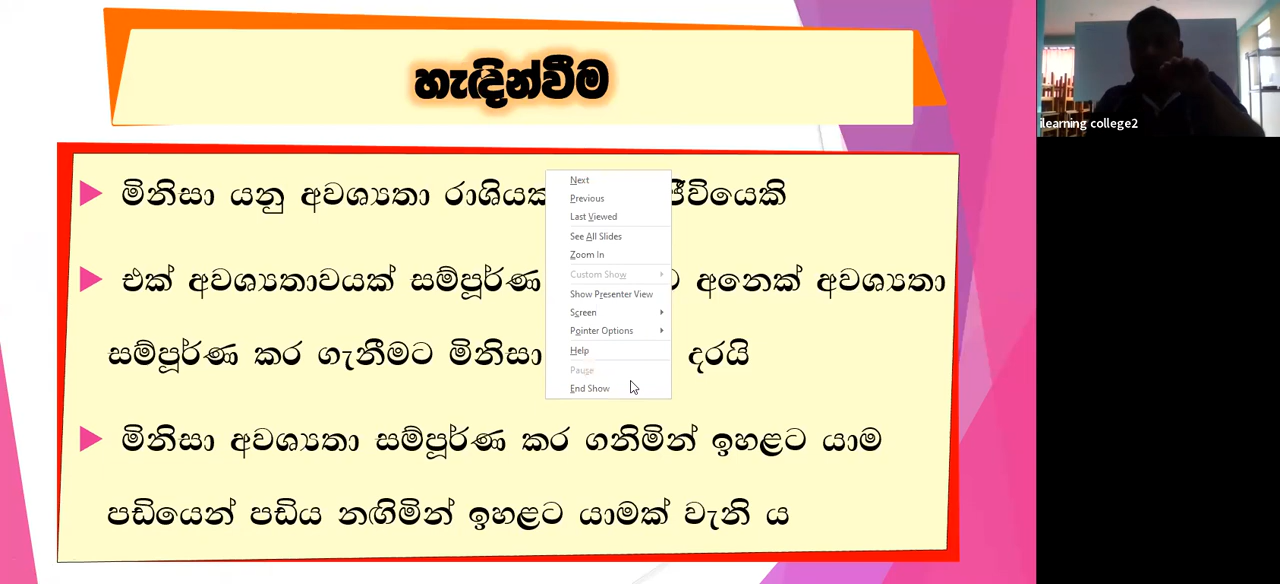 හැඳින්වීම
ilearning college2
මිනිසා යනු අවශ්‍යතා රාශියක්
එක් අවශ්‍යතාවයක් සම්පූර්ණ අනෙක් අවශ්‍යතා
සම්පූර්ණ කර ගැනීමට මිනිසා දරයි
මිනිසා අවශ්‍යතා සම්පූර්ණ කර ගනිමින් ඉහළට යාම
පඩියෙන් පඩිය නඟිමින් ඉහළට යාමක් වැනි ය
Next
Previous
Last Viewed
See All Slides
Zoom In
Custom Show
Show Presenter View
Screen
Pointer Options
Help
Pause
End Show